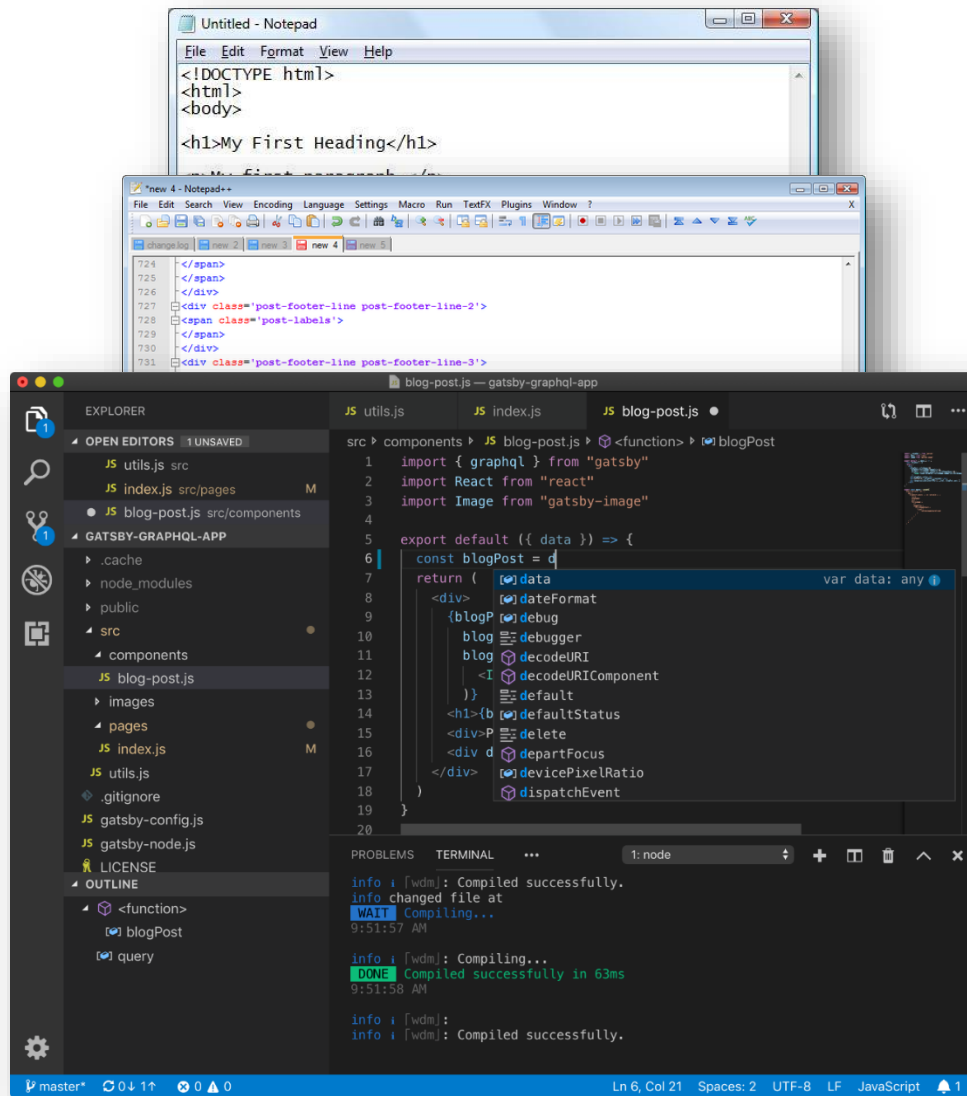 Untitled - Notepad
File Edit Format View Help
<!DOCTYPE html>
<html>
<body>
<h1>My First Heading</h1>
<p>My first paragraph.</p>
*new 4 - Notepad++
File Edit Search View Encoding Language Settings Macro Run TextFX Plugins Window ? X
change.log new 2 new 3 new 4 new 5
724 </span>
725 </span>
726 </div>
727 <div class='post-footer-line post-footer-line-2'>
728 <span class='post-labels'>
729 </span>
730 </div>
731 <div class='post-footer-line post-footer-line-3'>
blog-post.js — gatsby-graphql-app
EXPLORER
OPEN EDITORS 1 UNSAVED
JS utils.js src
JS index.js src/pages M
JS blog-post.js src/components
GATSBY-GRAPHQL-APP
.cache
node_modules
public
src
components
JS blog-post.js
images
pages
JS index.js M
JS utils.js
.gitignore
JS gatsby-config.js
JS gatsby-node.js
LICENSE
OUTLINE
<function>
blogPost
query
1
1
JS utils.js JS index.js JS blog-post.js
src components JS blog-post.js <function> blogPost
1 import { graphql } from "gatsby"
2 import React from "react"
3 import Image from "gatsby-image"
4
5 export default ({ data }) => {
6 const blogPost = d
7 return (
8 <div>
9 {blogP
10 blog
11 blog
12 <I
13 )}
14 <h1>{b
15 <div>P
16 <div d
17 </div>
18 )
19 }
20
data var data: any
dateFormat
debug
debugger
decodeURI
decodeURIComponent
default
defaultStatus
delete
departFocus
devicePixelRatio
dispatchEvent
PROBLEMS TERMINAL ••• 1: node
info i [wdm]: Compiled successfully.
info changed file at
WAIT Compiling...
9:51:57 AM
info i [wdm]: Compiling...
DONE Compiled successfully in 63ms
9:51:58 AM
info i [wdm]:
info i [wdm]: Compiled successfully.
master* 0↓ 1↑ 0 0 Ln 6, Col 21 Spaces: 2 UTF-8 LF JavaScript 1